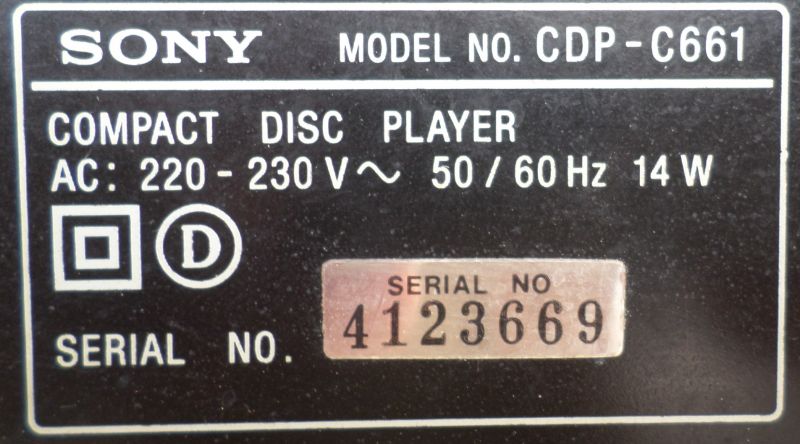 SONY MODEL NO. CDP-C661
COMPACT DISC PLAYER
AC: 220 - 230 V ~ 50 / 60 Hz 14 W
D
SERIAL NO
4123669
SERIAL NO.